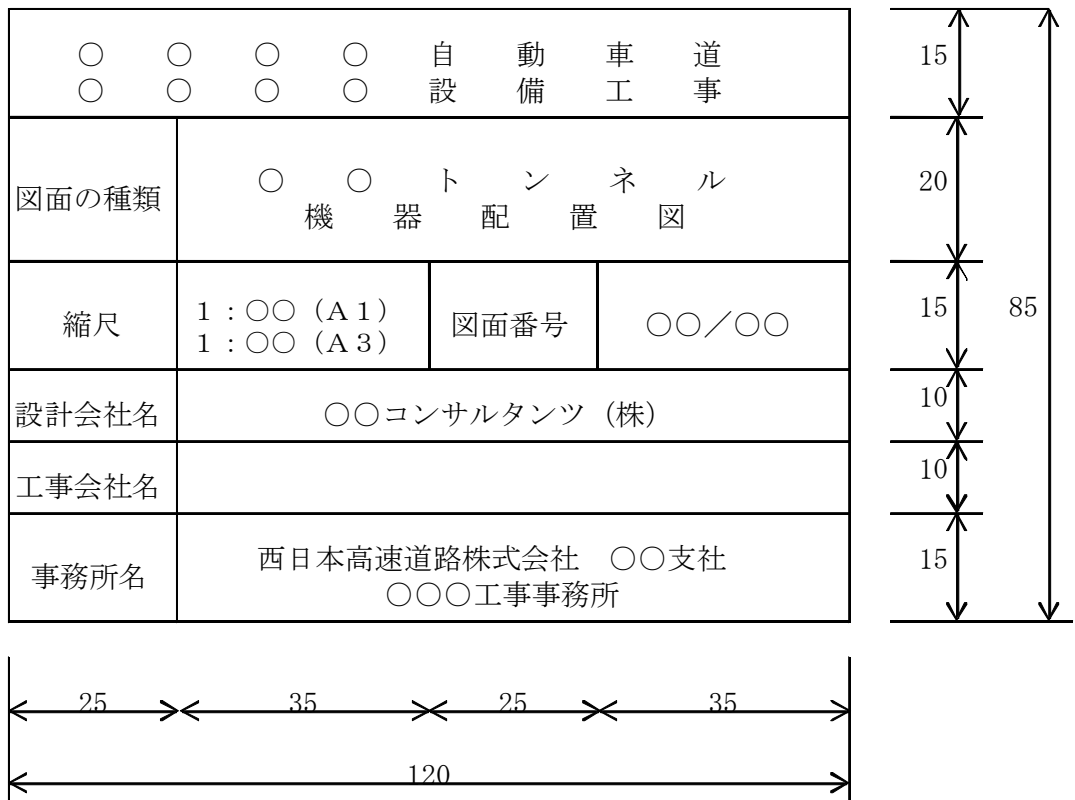 ○ ○ ○ ○ 自 動 車 道
○ ○ ○ ○ 設 備 工 事
図面の種類
○ ○ ト ン ネ ル
機 器 配 置 図
縮尺
1:○○(A1)
1:○○(A3)
図面番号
○○/○○
設計会社名
○○コンサルタンツ(株)
工事会社名
事務所名
西日本高速道路株式会社 ○○支社
○○○工事事務所
15
20
15
85
10
10
15
25 35 25 35
120